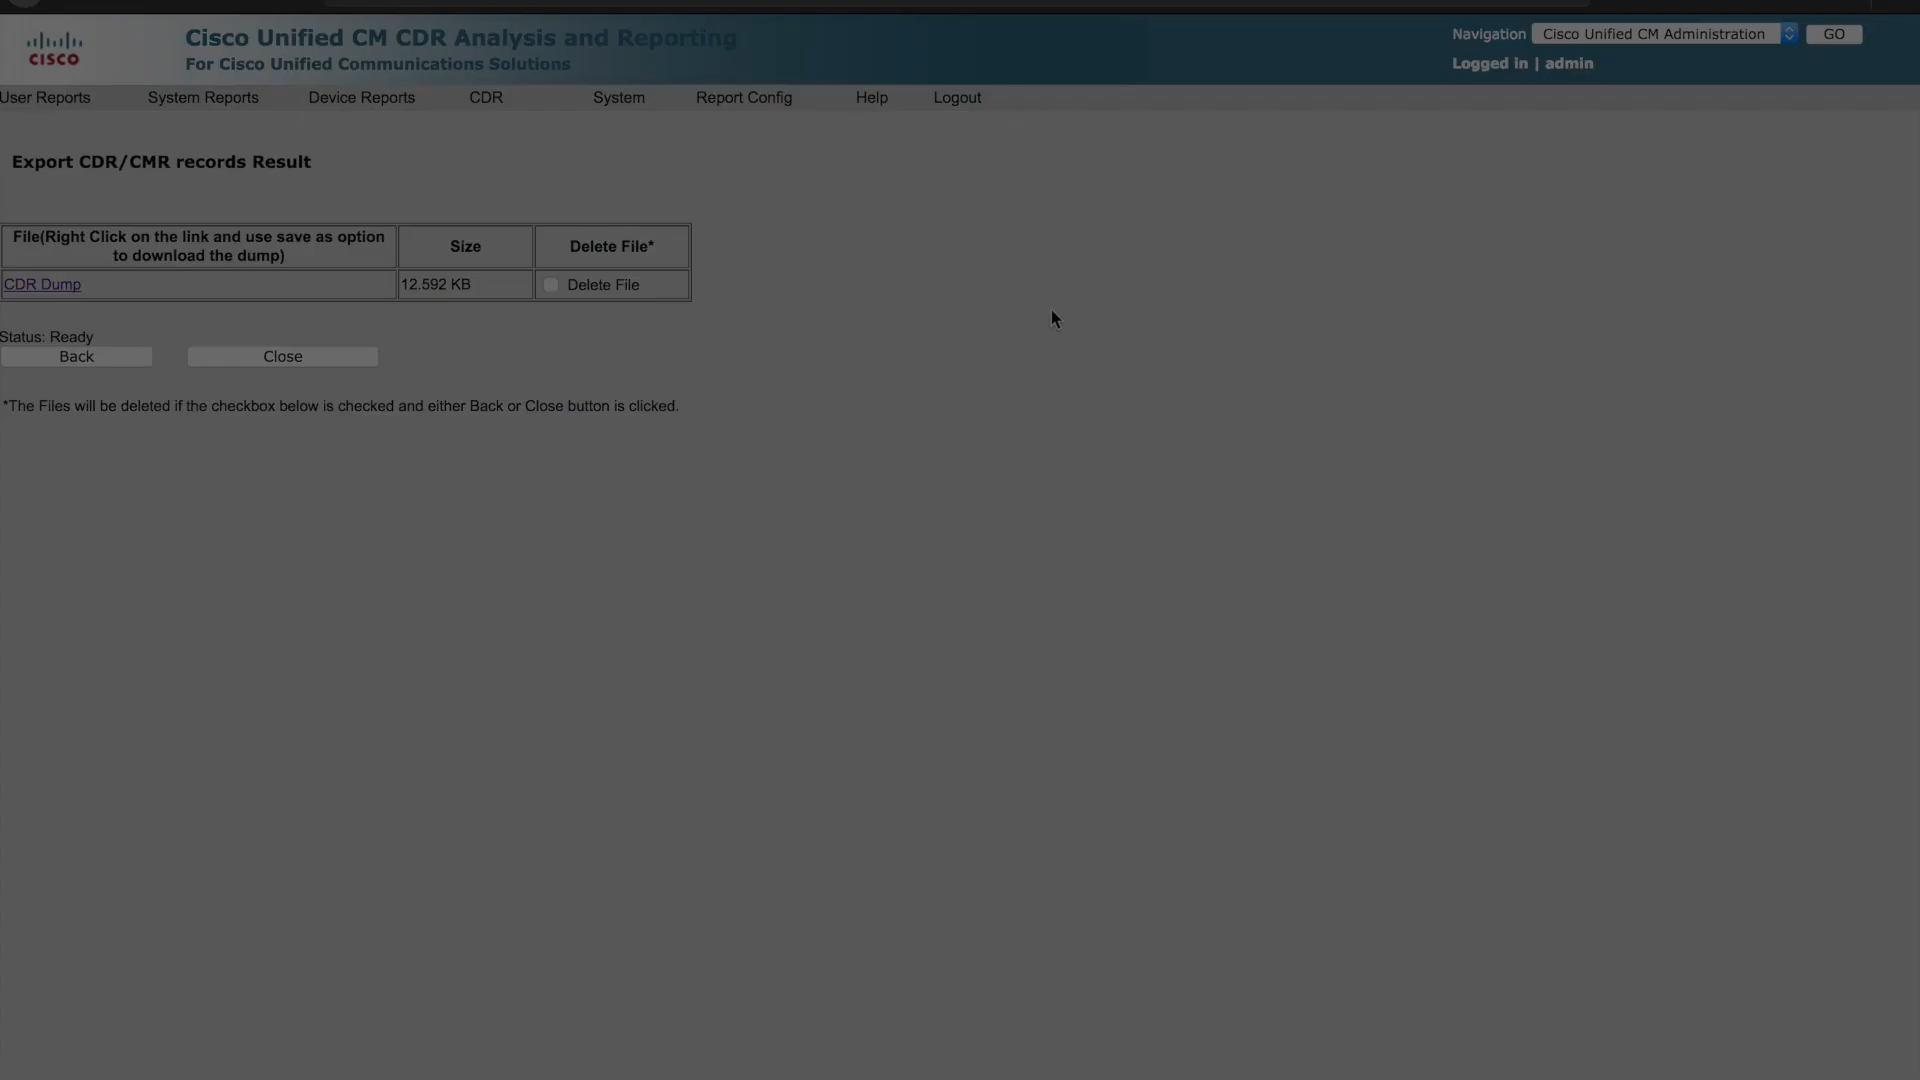 Cisco Unified CM CDR Analysis and Reporting
For Cisco Unified Communications Solutions
CISCO
Navigation Cisco Unified CM Administration GO
Logged in | admin
User Reports System Reports Device Reports CDR System Report Config Help Logout
Export CDR/CMR records Result
File(Right Click on the link and use save as option
to download the dump)
Size
Delete File*
CDR Dump 12.592 KB Delete File
Status: Ready
Back Close
*The Files will be deleted if the checkbox below is checked and either Back or Close button is clicked.